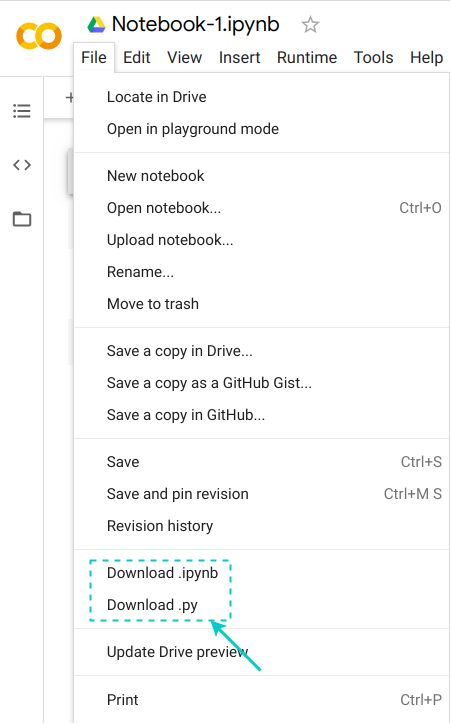 Notebook-1.ipynb
File Edit View Insert Runtime Tools Help
Locate in Drive
Open in playground mode
New notebook
Open notebook... Ctrl+O
Upload notebook...
Rename...
Move to trash
Save a copy in Drive...
Save a copy as a GitHub Gist...
Save a copy in GitHub...
Save Ctrl+S
Save and pin revision Ctrl+M S
Revision history
Download .ipynb
Download .py
Update Drive preview
Print Ctrl+P